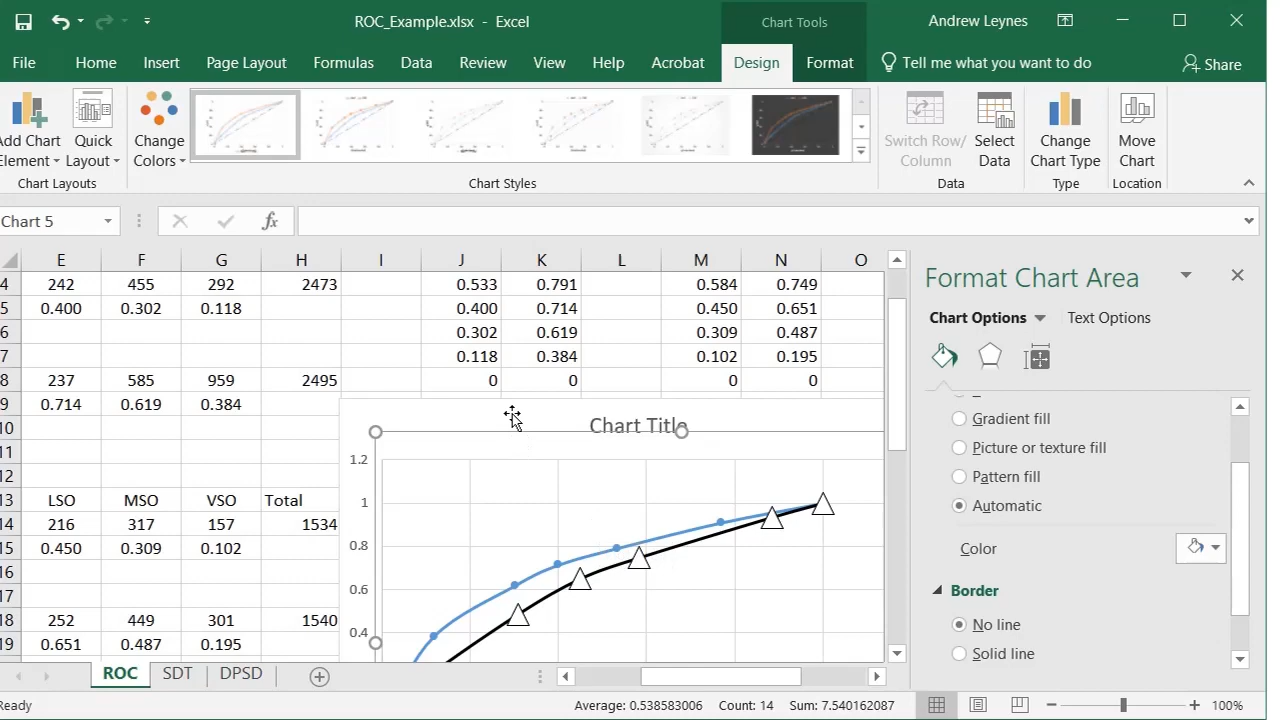 ROC_Example.xlsx - Excel
Chart Tools
Andrew Leynes
File Home Insert Page Layout Formulas Data Review View Help Acrobat Design Format Tell me what you want to do Share
Add Chart Element
Quick Layout
Change Colors
Switch Row/ Column
Select Data
Change Chart Type
Move Chart
Chart Layouts Chart Styles Data Type Location
Chart 5 fx
E F G H I J K L M N O
4 242 455 292 2473 0.533 0.791 0.584 0.749
5 0.400 0.302 0.118 0.400 0.714 0.450 0.651
6 0.302 0.619 0.309 0.487
7 0.118 0.384 0.102 0.195
8 237 585 959 2495 0 0 0 0
9 0.714 0.619 0.384
10
11
12
13 LSO MSO VSO Total
14 216 317 157 1534
15 0.450 0.309 0.102
16
17
18 252 449 301 1540
19 0.651 0.487 0.195
Chart Title
1.2
1
0.8
0.6
0.4
Format Chart Area
Chart Options Text Options
Gradient fill
Picture or texture fill
Pattern fill
Automatic
Color
Border
No line
Solid line
ROC SDT DPSD
Ready Average: 0.538583006 Count: 14 Sum: 7.540162087 100%